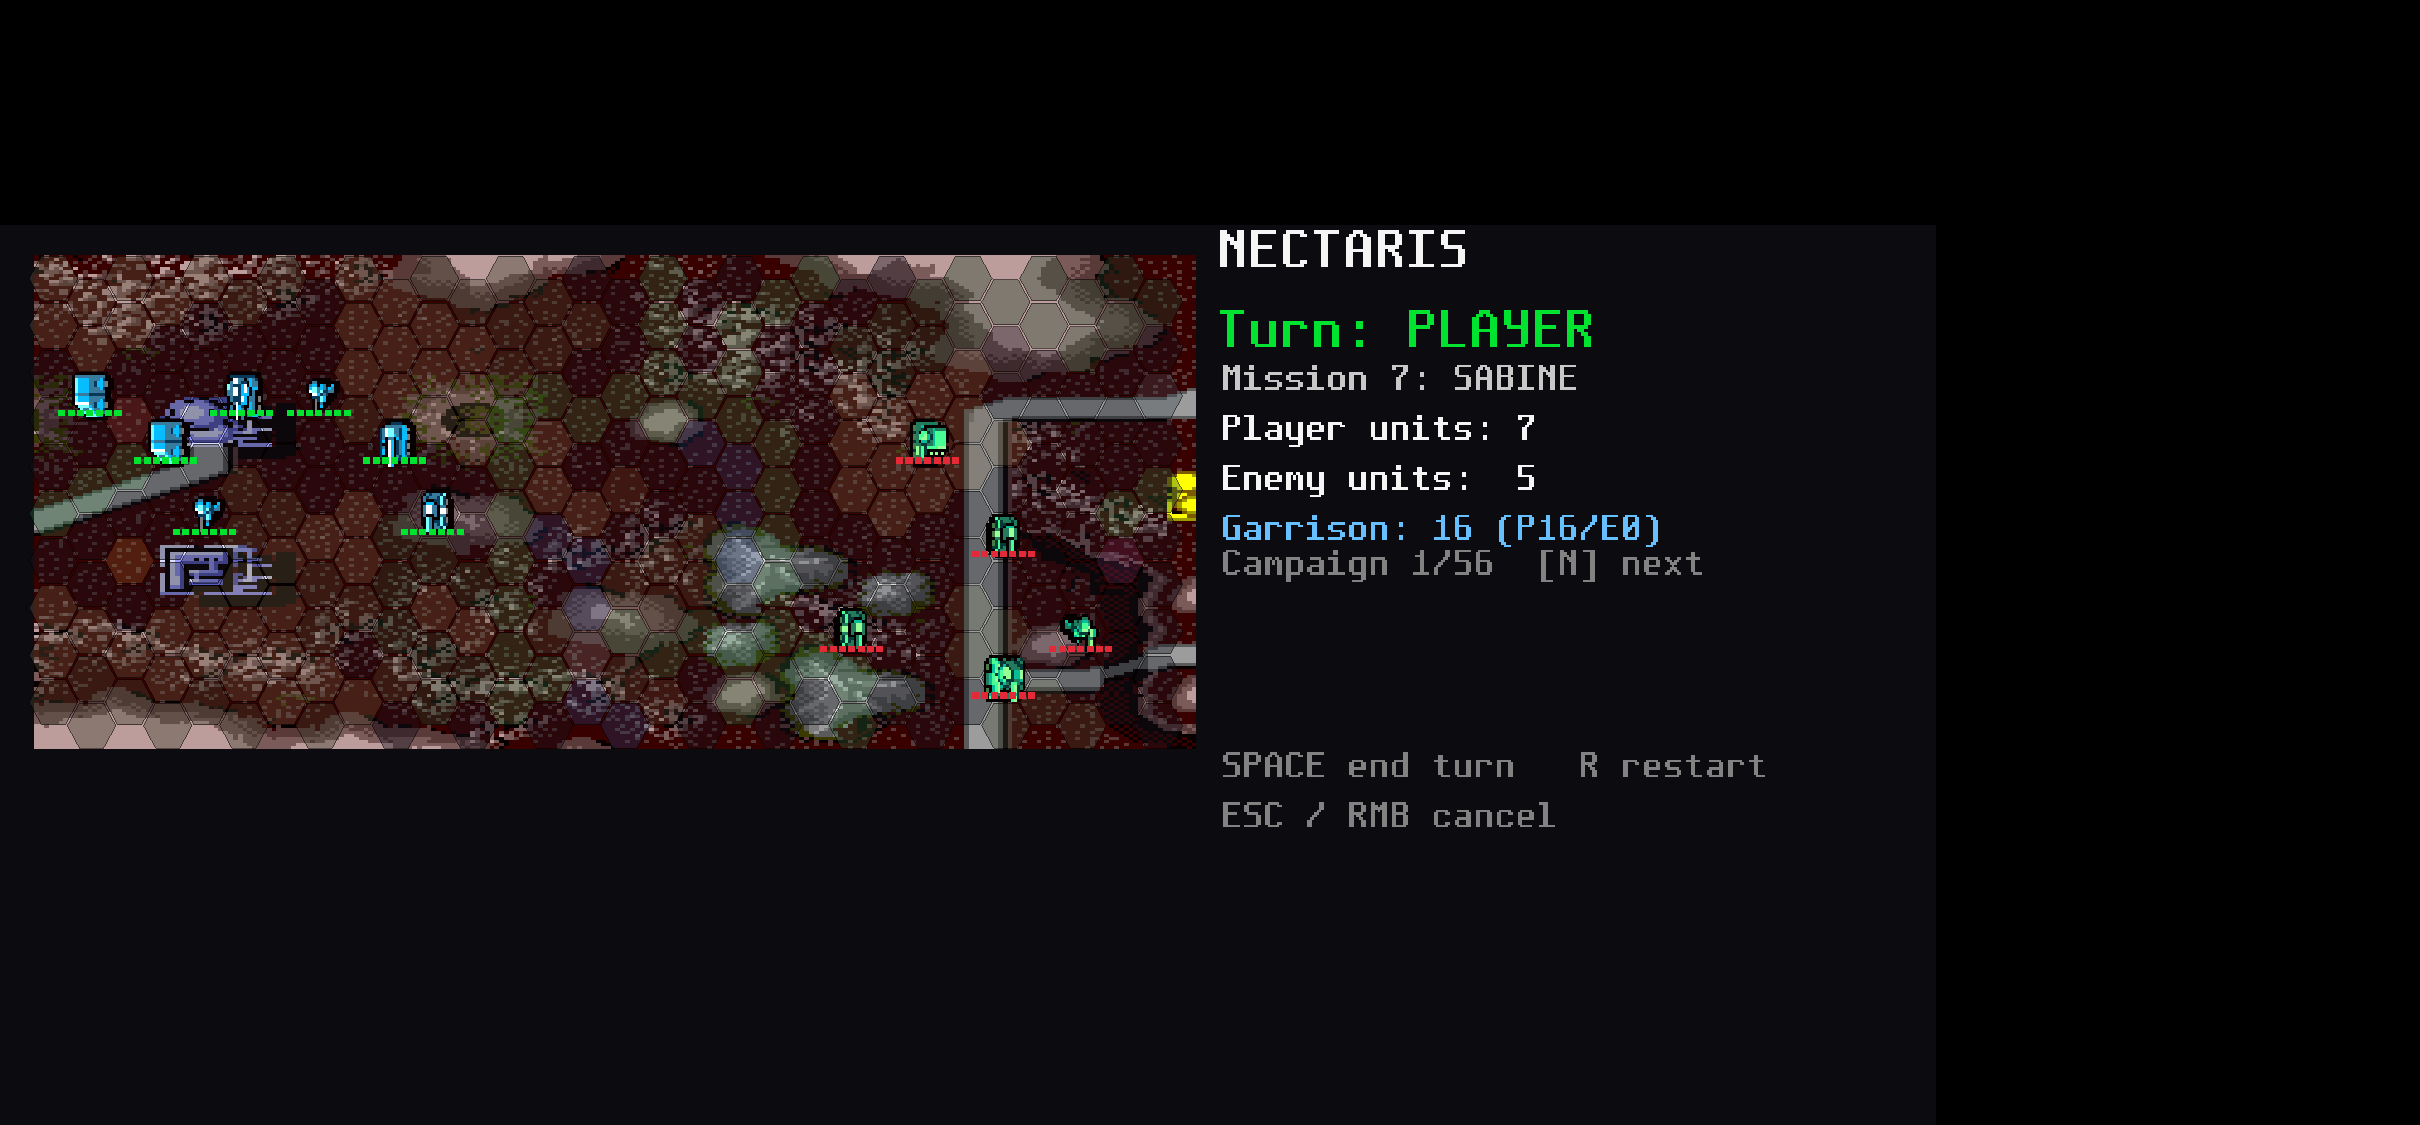 NECTARIS
Turn: PLAYER
Mission 7: SABINE
Player units: 7
Enemy units:  5
Garrison: 16 (P16/E0)
Campaign 1/56  [N] next
SPACE end turn   R restart
ESC / RMB cancel